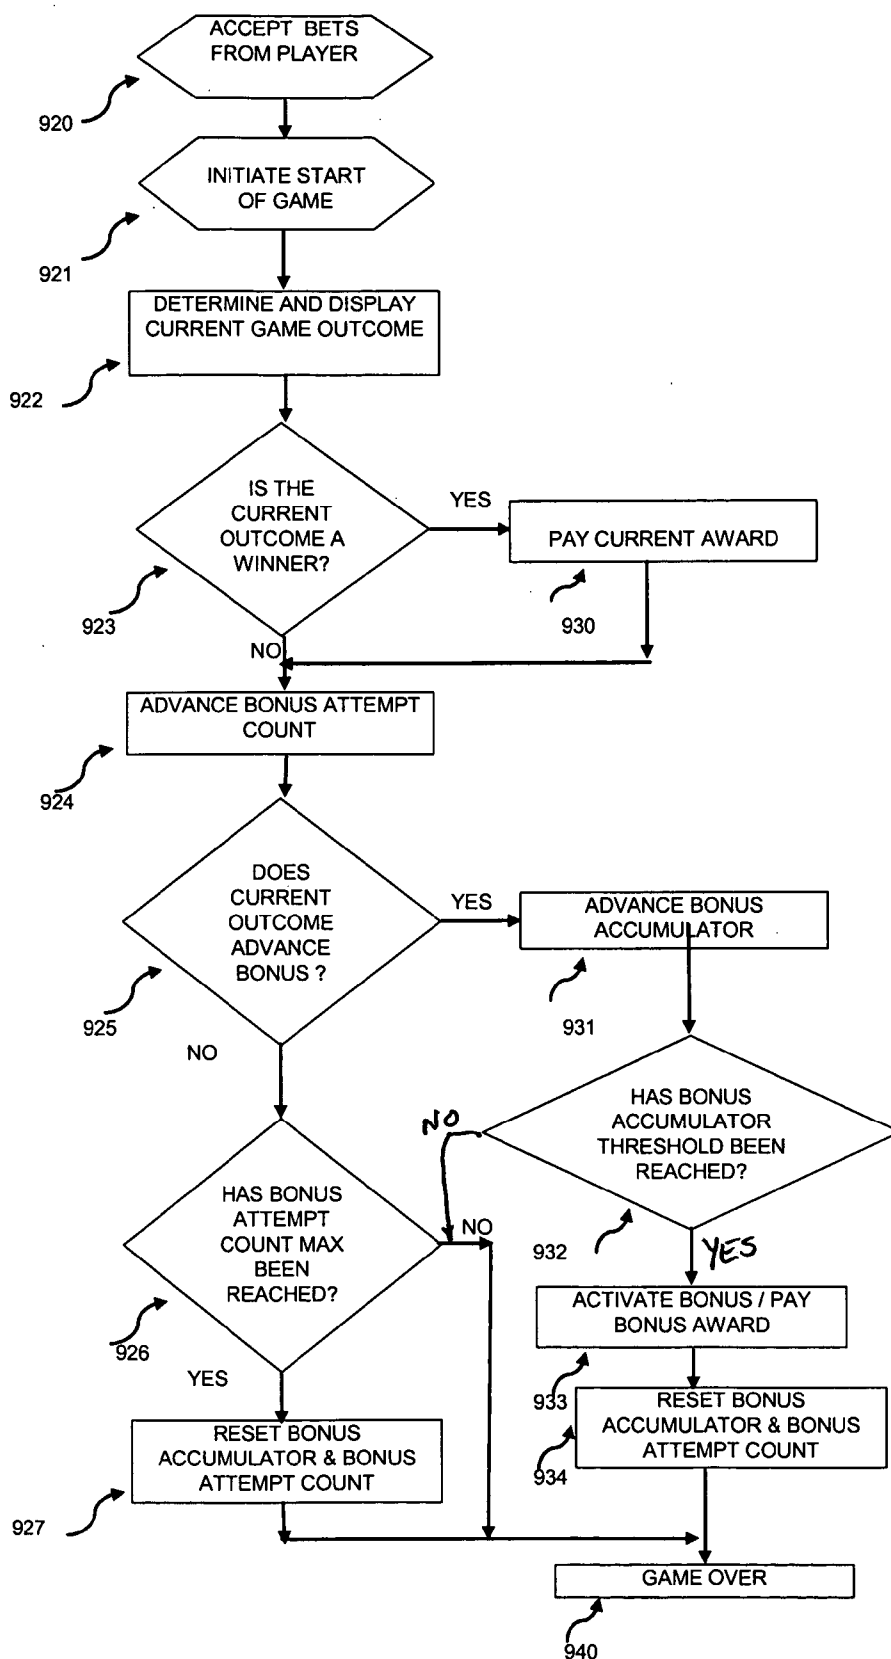 ACCEPT BETS
FROM PLAYER
920
INITIATE START
OF GAME
921
DETERMINE AND DISPLAY
CURRENT GAME OUTCOME
922
IS THE
CURRENT
OUTCOME A
WINNER?
923
YES
PAY CURRENT AWARD
930
NO
ADVANCE BONUS ATTEMPT
COUNT
924
DOES
CURRENT
OUTCOME
ADVANCE
BONUS ?
925
YES
ADVANCE BONUS
ACCUMULATOR
931
NO
HAS BONUS
ACCUMULATOR
THRESHOLD BEEN
REACHED?
932
NO
YES
HAS BONUS
ATTEMPT
COUNT MAX
BEEN
REACHED?
926
NO
YES
ACTIVATE BONUS / PAY
BONUS AWARD
933
RESET BONUS
ACCUMULATOR & BONUS
ATTEMPT COUNT
934
RESET BONUS
ACCUMULATOR & BONUS
ATTEMPT COUNT
927
GAME OVER
940